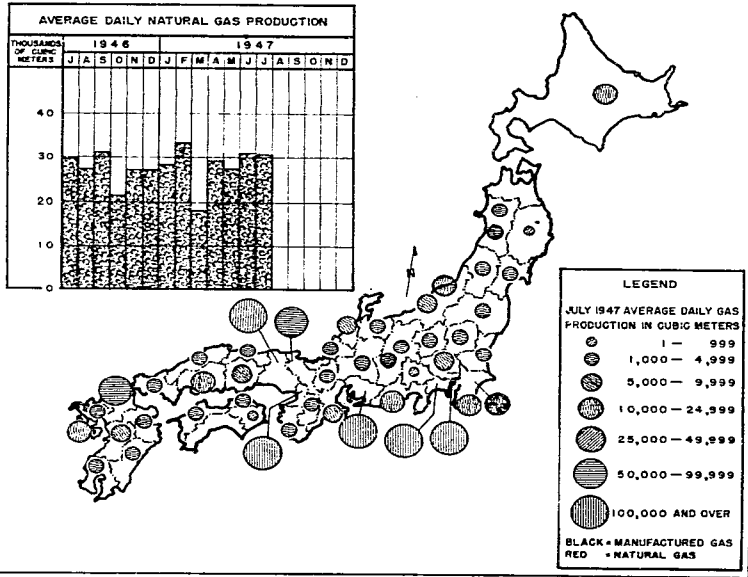 AVERAGE DAILY NATURAL GAS PRODUCTION
THOUSANDS OF CUBIC METERS
1946 1947
J A S O N D J F M A M J J A S O N D
40
30
20
10
0
N
LEGEND
JULY 1947 AVERAGE DAILY GAS
PRODUCTION IN CUBIC METERS
1 — 999
1,000 — 4,999
5,000 — 9,999
10,000 — 24,999
25,000 — 49,999
50,000 — 99,999
100,000 AND OVER
BLACK = MANUFACTURED GAS
RED = NATURAL GAS